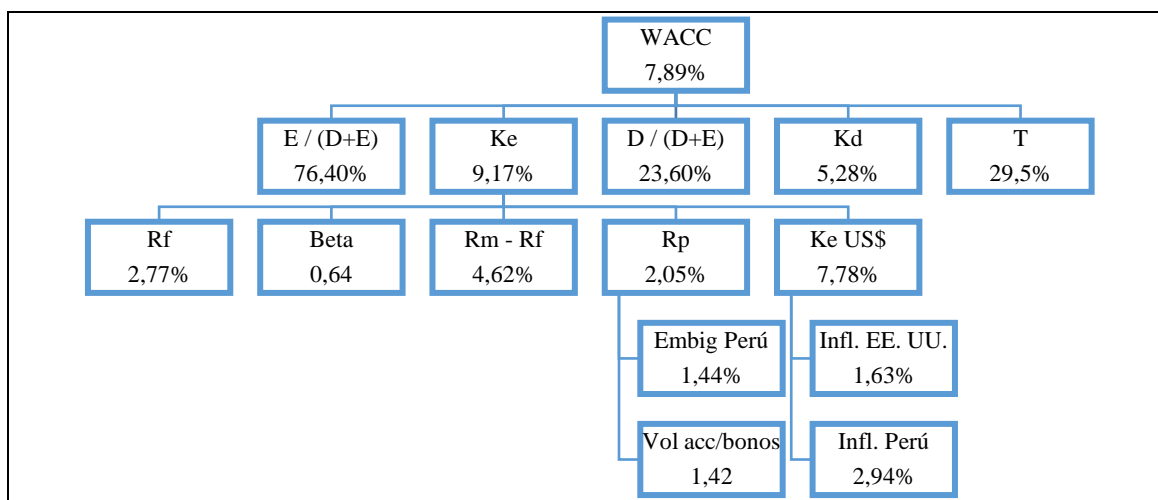 WACC
7,89%
E / (D+E)
76,40%
Ke
9,17%
D / (D+E)
23,60%
Kd
5,28%
T
29,5%
Rf
2,77%
Beta
0,64
Rm - Rf
4,62%
Rp
2,05%
Ke US$
7,78%
Embig Perú
1,44%
Infl. EE. UU.
1,63%
Vol acc/bonos
1,42
Infl. Perú
2,94%